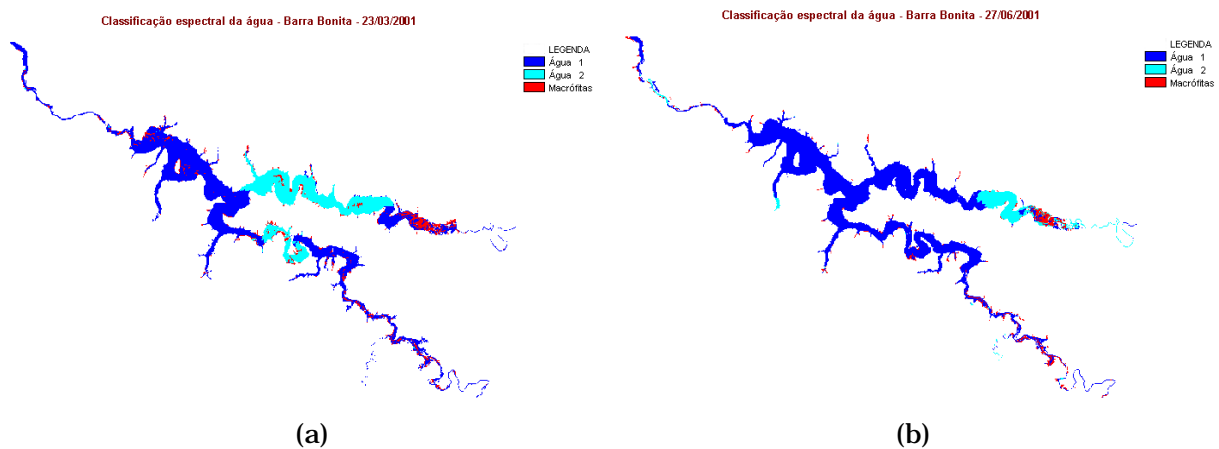 Classificação espectral da água - Barra Bonita - 23/03/2001
LEGENDA
Água 1
Água 2
Macrófitas
(a)
Classificação espectral da água - Barra Bonita - 27/06/2001
LEGENDA
Água 1
Água 2
Macrófitas
(b)